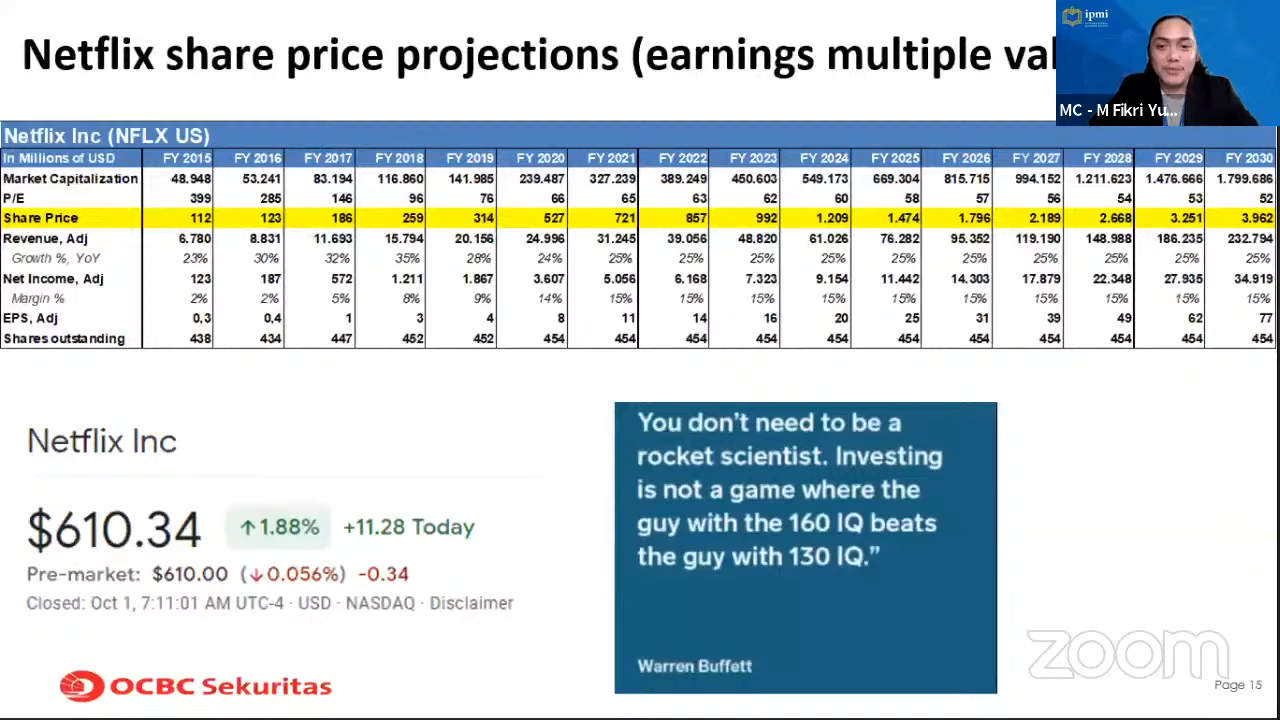 Netflix share price projections (earnings multiple val
ipmi
MC - M Fikri Yu...
Netflix Inc (NFLX US)
In Millions of USD FY 2015 FY 2016 FY 2017 FY 2018 FY 2019 FY 2020 FY 2021 FY 2022 FY 2023 FY 2024 FY 2025 FY 2026 FY 2027 FY 2028 FY 2029 FY 2030
Market Capitalization 48.948 53.241 83.194 116.860 141.985 239.487 327.239 389.249 450.603 549.173 669.304 815.715 994.152 1.211.623 1.476.666 1.799.686
P/E 399 285 146 96 76 66 65 63 62 60 58 57 56 54 53 52
Share Price 112 123 186 259 314 527 721 857 992 1.209 1.474 1.796 2.189 2.668 3.251 3.962
Revenue, Adj 6.780 8.831 11.693 15.794 20.156 24.996 31.245 39.056 48.820 61.026 76.282 95.352 119.190 148.988 186.235 232.794
Growth %, YoY 23% 30% 32% 35% 28% 24% 25% 25% 25% 25% 25% 25% 25% 25% 25% 25%
Net Income, Adj 123 187 572 1.211 1.867 3.607 5.056 6.168 7.323 9.154 11.442 14.303 17.879 22.348 27.935 34.919
Margin % 2% 2% 5% 8% 9% 14% 15% 15% 15% 15% 15% 15% 15% 15% 15% 15%
EPS, Adj 0,3 0,4 1 3 4 8 11 14 16 20 25 31 39 49 62 77
Shares outstanding 438 434 447 452 452 454 454 454 454 454 454 454 454 454 454 454
Netflix Inc
$610.34 ↑1.88% +11.28 Today
Pre-market: $610.00 (↓0.056%) -0.34
Closed: Oct 1, 7:11:01 AM UTC-4 · USD · NASDAQ · Disclaimer
You don't need to be a
rocket scientist. Investing
is not a game where the
guy with the 160 IQ beats
the guy with 130 IQ.”
Warren Buffett
OCBC Sekuritas
zoom
Page 15